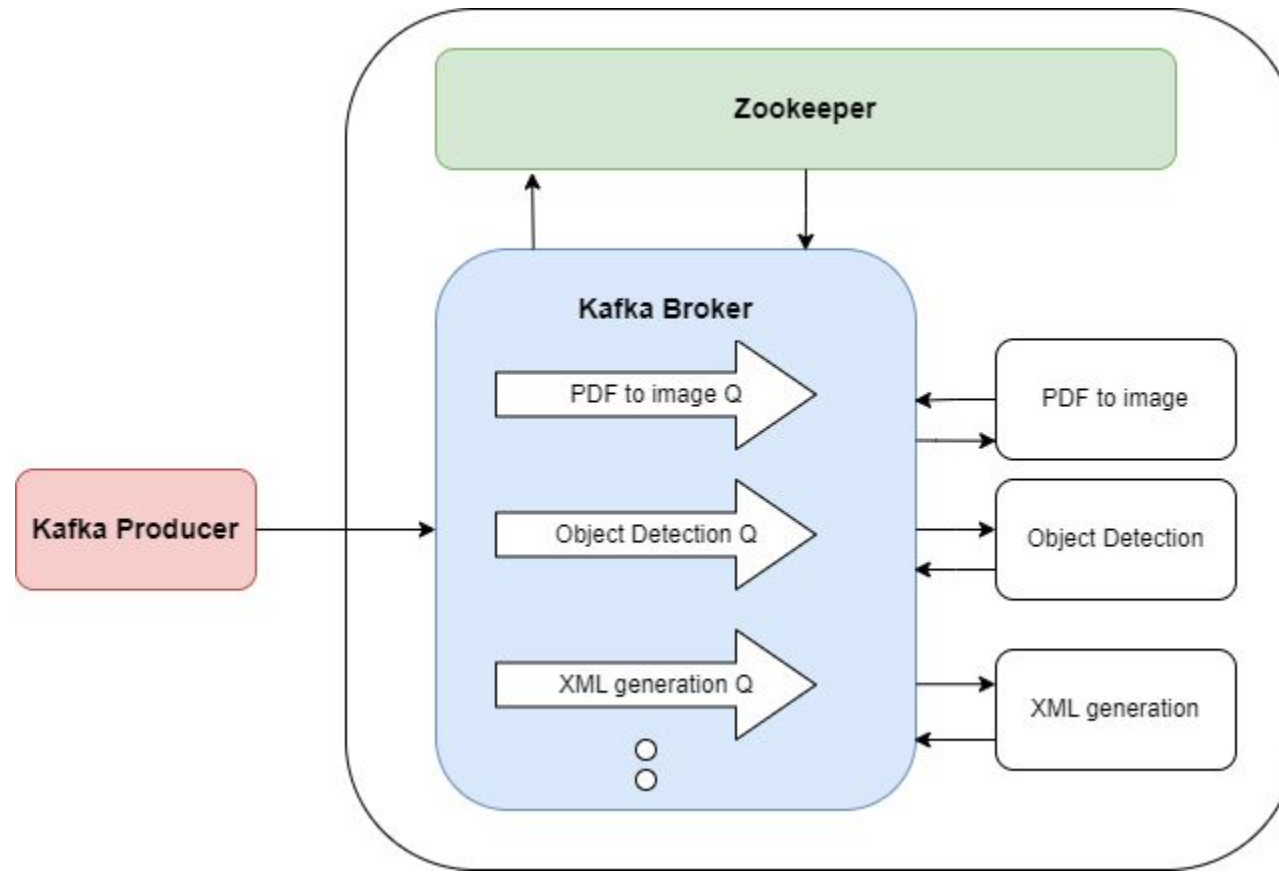 Zookeeper
Kafka Broker
PDF to image Q
PDF to image
Kafka Producer
Object Detection Q
Object Detection
XML generation Q
XML generation